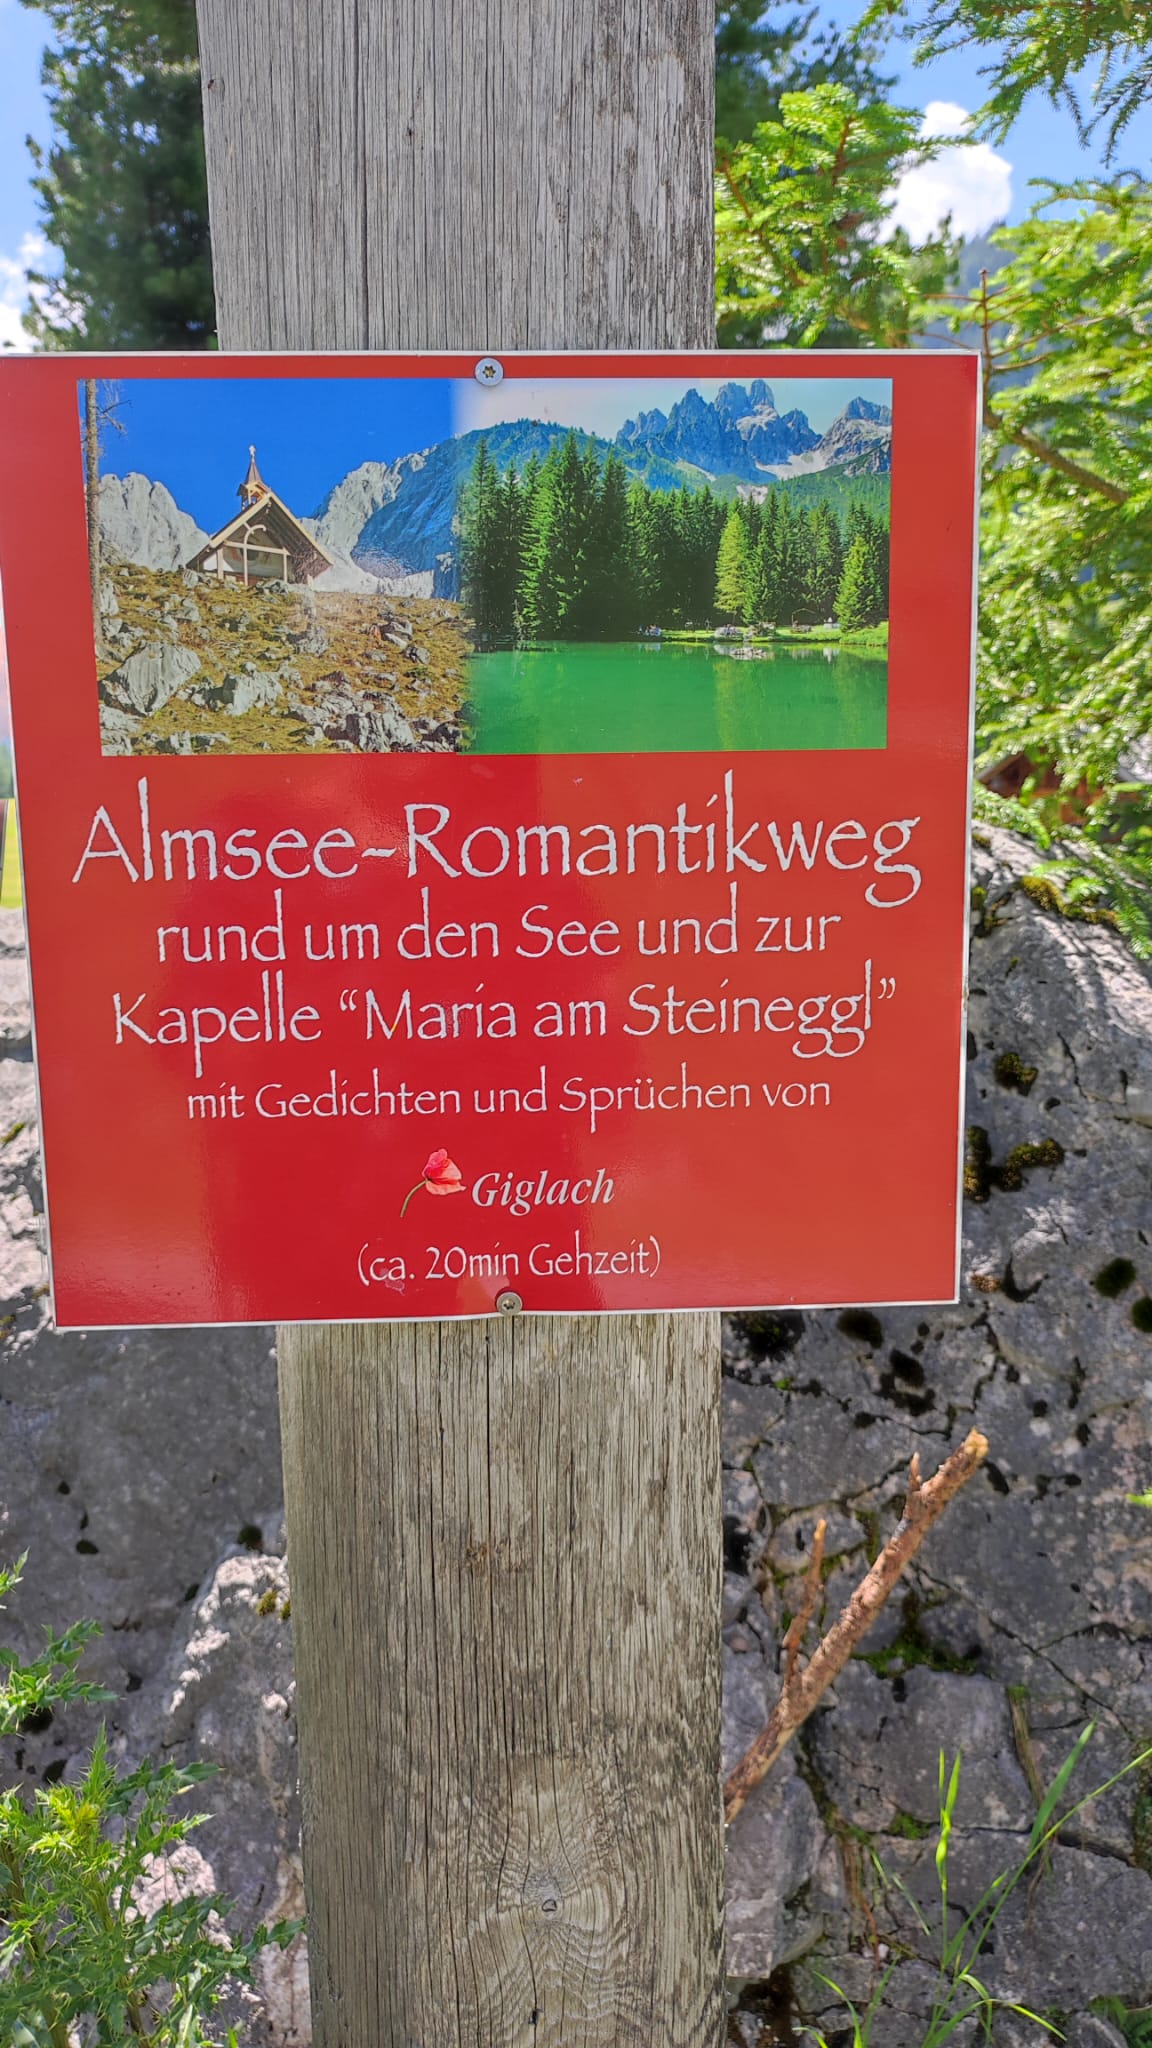 Almsee-Romantikweg
rund um den See und zur
Kapelle “Maria am Steineggl”
mit Gedichten und Sprüchen von
Giglach
(ca. 20min Gehzeit)